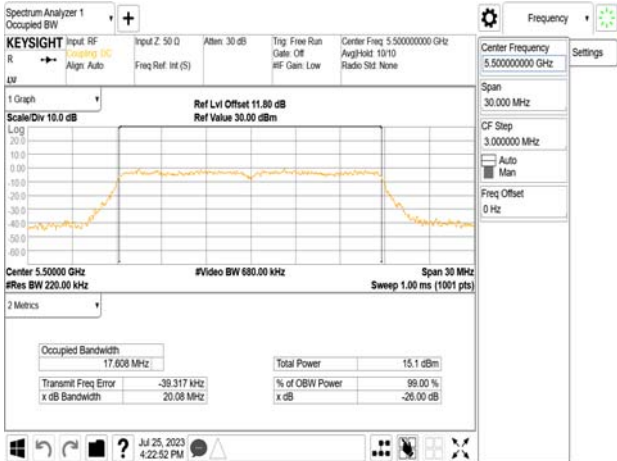 Spectrum Analyzer 1
Occupied BW
+
Frequency
KEYSIGHT
R
Input: RF
Coupling: DC
Align: Auto
Input Z: 50 Ω
Freq Ref: Int (S)
Atten: 30 dB
Trig: Free Run
Gate: Off
#IF Gain: Low
Center Freq: 5.500000000 GHz
Avg|Hold: 10/10
Radio Std: None
Center Frequency
5.500000000 GHz
Settings
Span
30.000 MHz
CF Step
3.000000 MHz
Auto
Man
Freq Offset
0 Hz
1 Graph
Scale/Div 10.0 dB
Ref Lvl Offset 11.80 dB
Ref Value 30.00 dBm
Log
20.0
10.0
0.00
-10.0
-20.0
-30.0
-40.0
-50.0
-60.0
Center 5.50000 GHz
#Res BW 220.00 kHz
#Video BW 680.00 kHz
Span 30 MHz
Sweep 1.00 ms (1001 pts)
2 Metrics
Occupied Bandwidth
17.608 MHz
Transmit Freq Error -39.317 kHz
x dB Bandwidth 20.08 MHz
Total Power 15.1 dBm
% of OBW Power 99.00 %
x dB -26.00 dB
?
Jul 25, 2023
4:22:52 PM